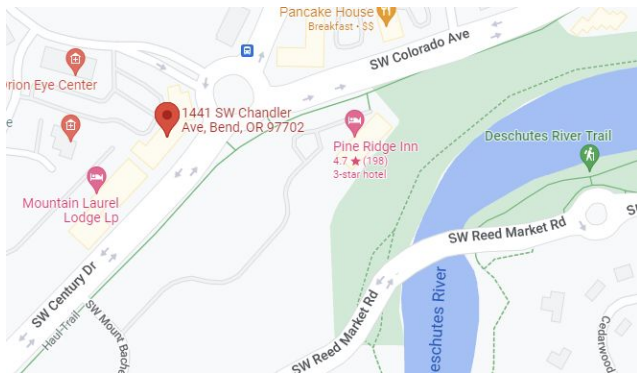 Pancake House
Breakfast • $$
SW Colorado Ave
rion Eye Center
1441 SW Chandler
Ave, Bend, OR 97702
Pine Ridge Inn
4.7 ★ (198)
3-star hotel
Deschutes River Trail
Mountain Laurel
Lodge Lp
SW Reed Market Rd
SW Century Dr
Haul-Trail
SW Mount Bache
SW Reed Market Rd
eschutes River
Cedarwood